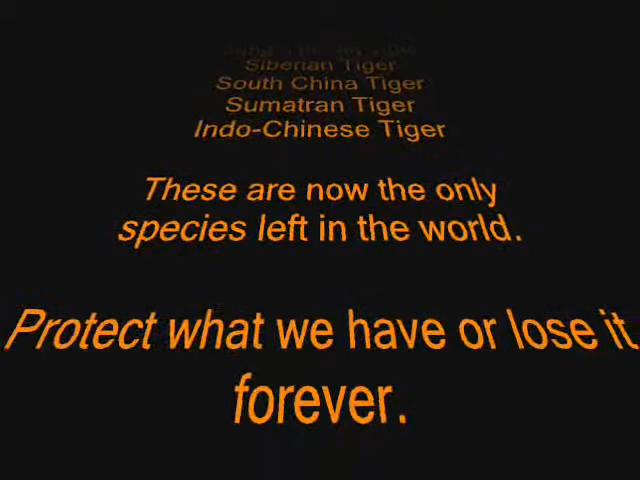 Siberian Tiger
South China Tiger
Sumatran Tiger
Indo-Chinese Tiger
These are now the only
species left in the world.
Protect what we have or lose it
forever.